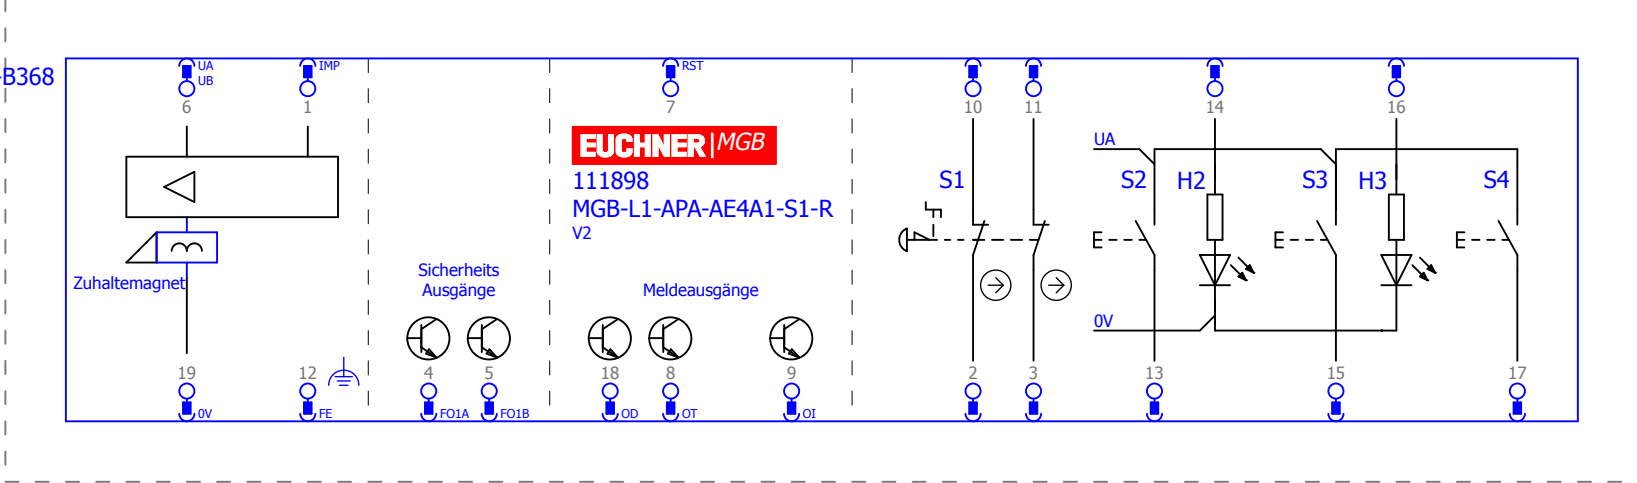 -B368
UA
UB
IMP
RST
6
1
7
10
11
14
16
EUCHNER|MGB
111898
MGB-L1-APA-AE4A1-S1-R
V2
UA
S1
S2
H2
S3
H3
S4
Zuhaltemagnet
Sicherheits
Ausgänge
Meldeausgänge
0V
19
12
4
5
18
8
9
2
3
13
15
17
0V
FE
FO1A
FO1B
OD
OT
OI